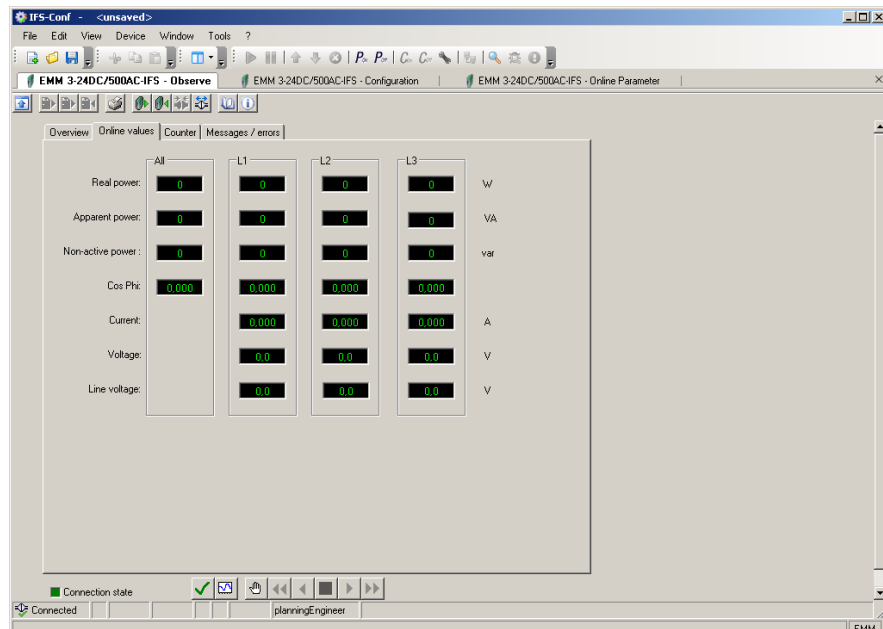 IFS-Conf - <unsaved>
File Edit View Device Window Tools ?
EMM 3-24DC/500AC-IFS - Observe EMM 3-24DC/500AC-IFS - Configuration EMM 3-24DC/500AC-IFS - Online Parameter
Overview Online values Counter Messages / errors
All L1 L2 L3
Real power: 0 0 0 0 W
Apparent power: 0 0 0 0 VA
Non-active power : 0 0 0 0 var
Cos Phi: 0,000 0,000 0,000 0,000
Current: 0,000 0,000 0,000 A
Voltage: 0,0 0,0 0,0 V
Line voltage: 0,0 0,0 0,0 V
Connection state
Connected planningEngineer
EMM